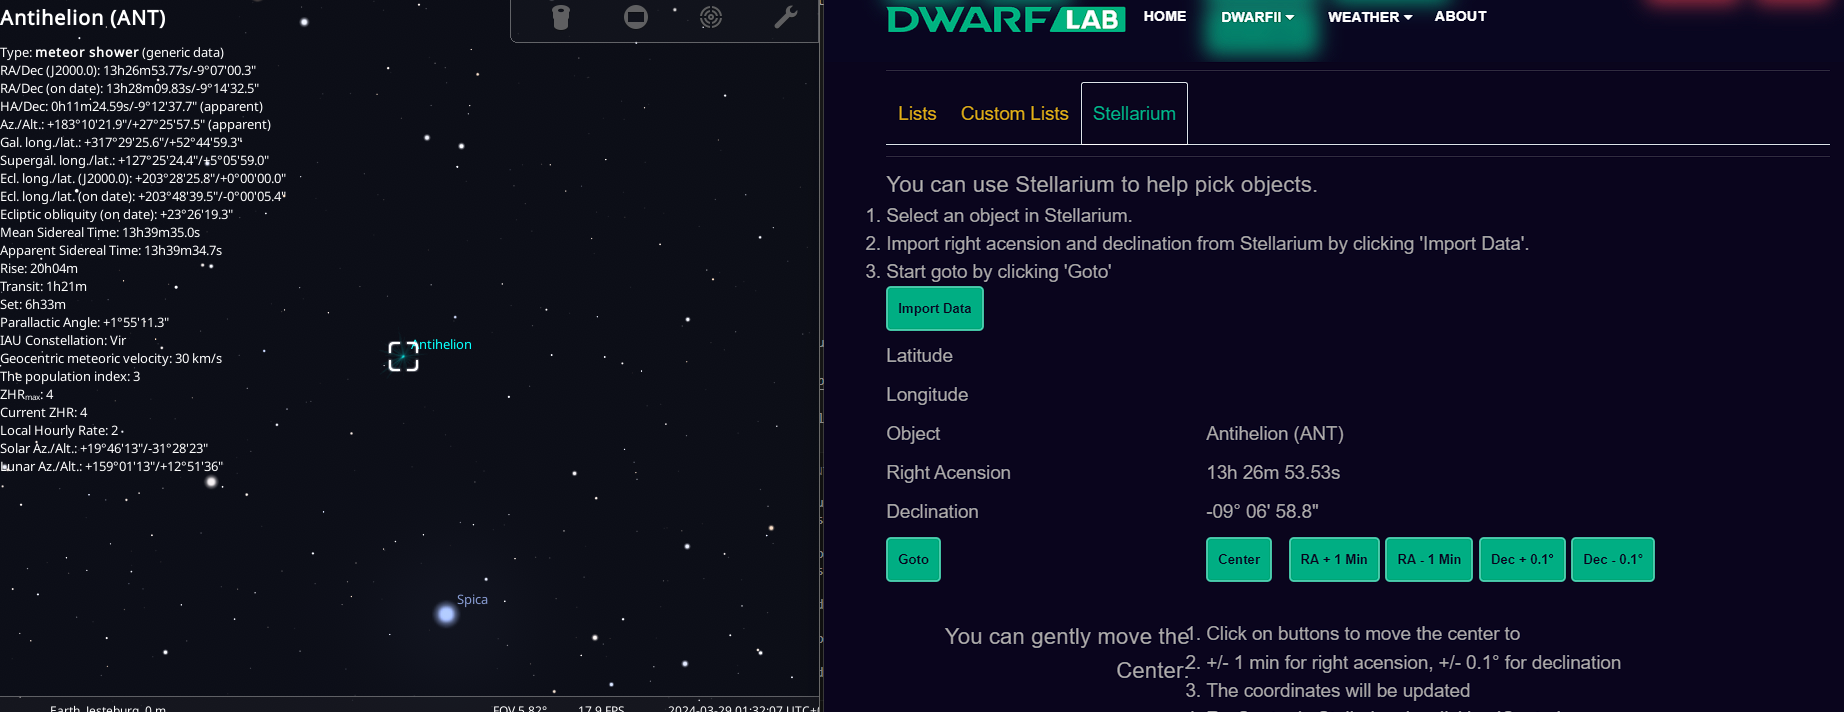 Antihelion (ANT)
Type: meteor shower (generic data)
RA/Dec (J2000.0): 13h26m53.77s/-9°07'00.3"
RA/Dec (on date): 13h28m09.83s/-9°14'32.5"
HA/Dec: 0h11m24.59s/-9°12'37.7" (apparent)
Az./Alt.: +183°10'21.9"/+27°25'57.5" (apparent)
Gal. long./lat.: +317°29'25.6"/+52°44'59.3"
Supergal. long./lat.: +127°25'24.4"/+5°05'59.0"
Ecl. long./lat. (J2000.0): +203°28'25.8"/+0°00'00.0"
Ecl. long./lat. (on date): +203°48'39.5"/-0°00'05.4"
Ecliptic obliquity (on date): +23°26'19.3"
Mean Sidereal Time: 13h39m35.0s
Apparent Sidereal Time: 13h39m34.7s
Rise: 20h04m
Transit: 1h21m
Set: 6h33m
Parallactic Angle: +1°55'11.3"
IAU Constellation: Vir
Geocentric meteoric velocity: 30 km/s
The population index: 3
ZHRmax: 4
Current ZHR: 4
Local Hourly Rate: 2
Solar Az./Alt.: +19°46'13"/-31°28'23"
Lunar Az./Alt.: +159°01'13"/+12°51'36"
Antihelion
Spica
Earth, Jesteburg, 0 m
FOV 5.82°
17.9 FPS
2024-03-29 01:32:07
DWARFLAB
HOME
DWARFII
WEATHER
ABOUT
Lists
Custom Lists
Stellarium
You can use Stellarium to help pick objects.
1. Select an object in Stellarium.
2. Import right acension and declination from Stellarium by clicking 'Import Data'.
3. Start goto by clicking 'Goto'
Import Data
Latitude
Longitude
Object
Antihelion (ANT)
Right Acension
13h 26m 53.53s
Declination
-09° 06' 58.8"
Goto
Center
RA + 1 Min
RA - 1 Min
Dec + 0.1°
Dec - 0.1°
You can gently move the
Center:
1. Click on buttons to move the center to
2. +/- 1 min for right acension, +/- 0.1° for declination
3. The coordinates will be updated